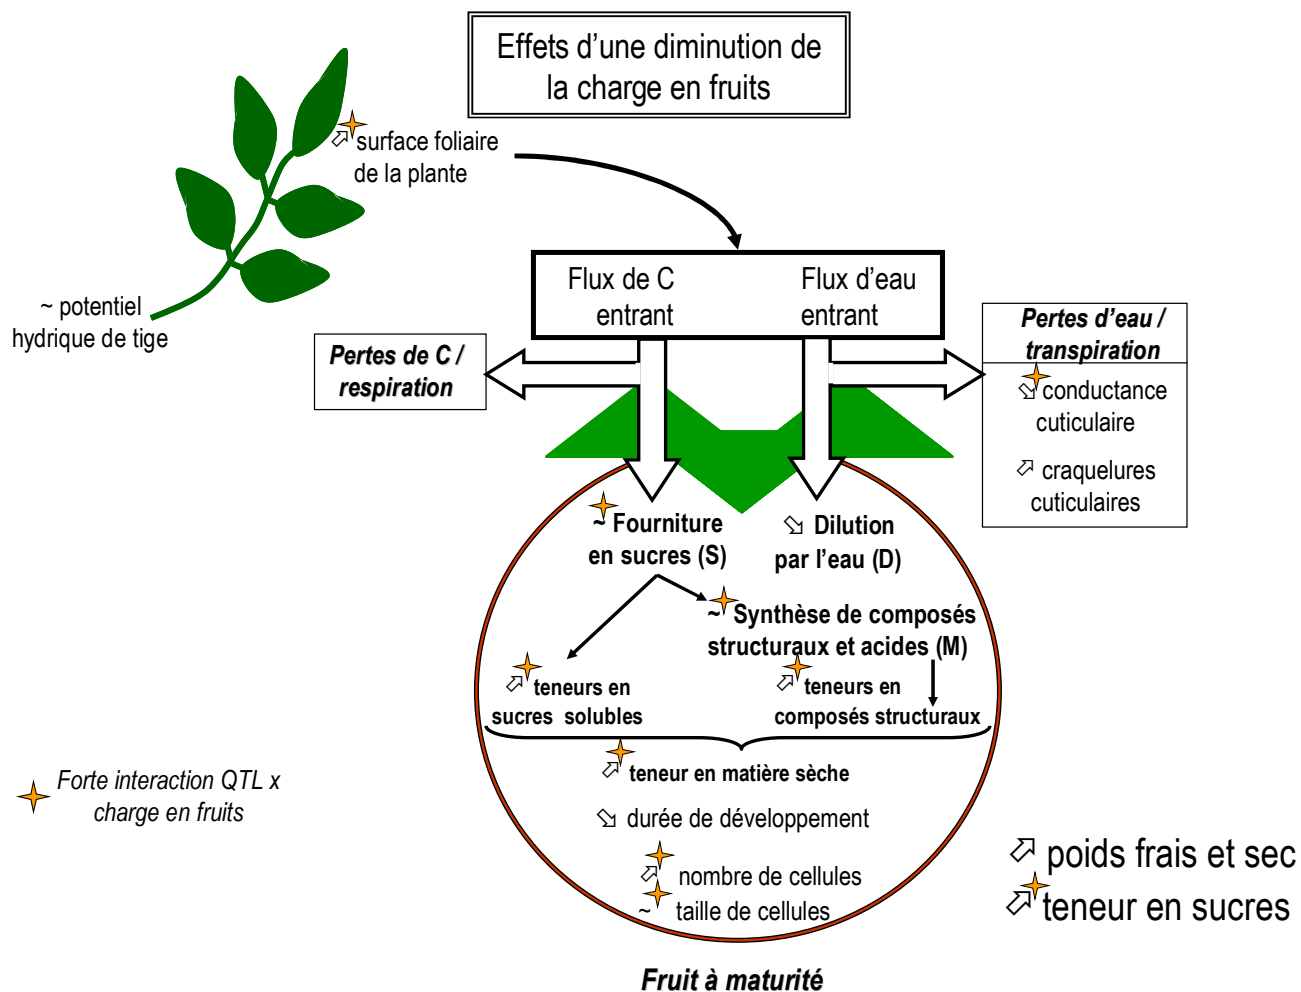 Effets d’une diminution de
la charge en fruits
surface foliaire
de la plante
~ potentiel
hydrique de tige
Flux de C
entrant
Flux d’eau
entrant
Pertes de C /
respiration
Pertes d’eau /
transpiration
conductance
cuticulaire
craquelures
cuticulaires
~ Fourniture
en sucres (S)
Dilution
par l’eau (D)
~ Synthèse de composés
structuraux et acides (M)
teneurs en
sucres solubles
teneurs en
composés structuraux
teneur en matière sèche
durée de développement
nombre de cellules
~ taille de cellules
Forte interaction QTL x
charge en fruits
poids frais et sec
teneur en sucres
Fruit à maturité